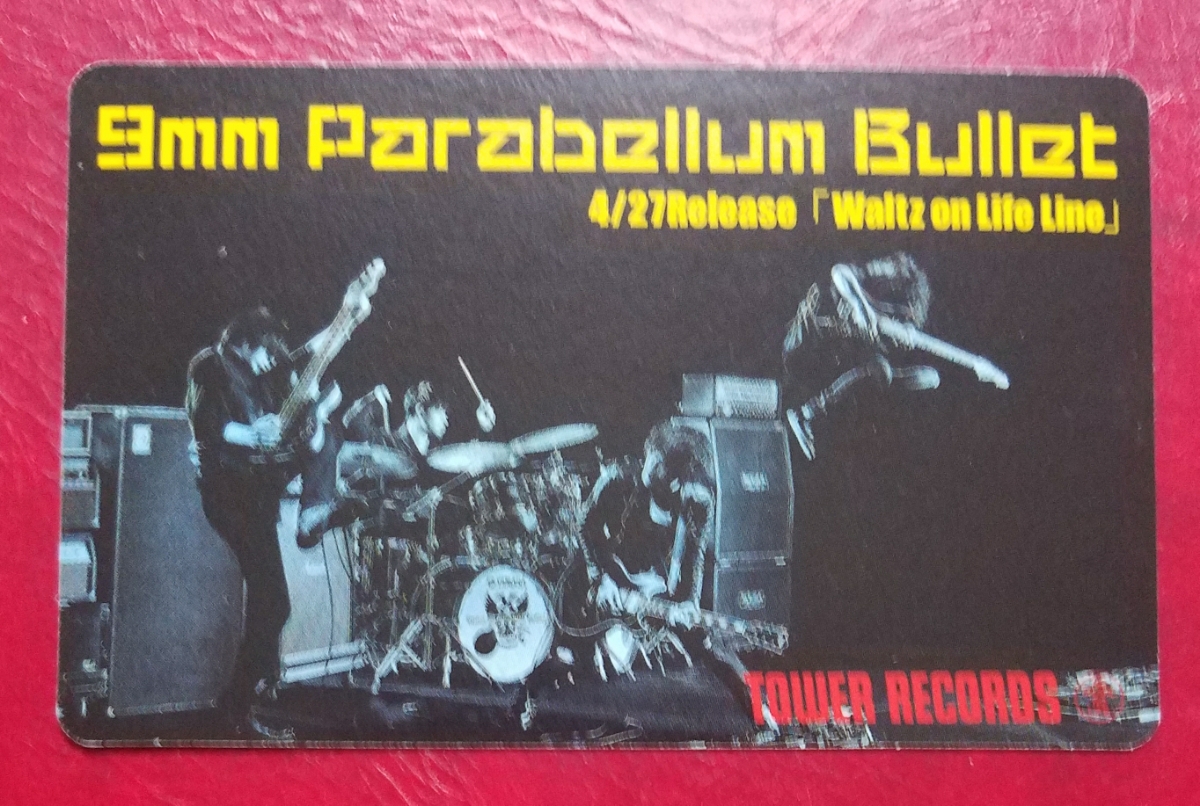 9mm Parabellum Bullet
4/27Release「Waltz on Life Line」
TOWER RECORDS